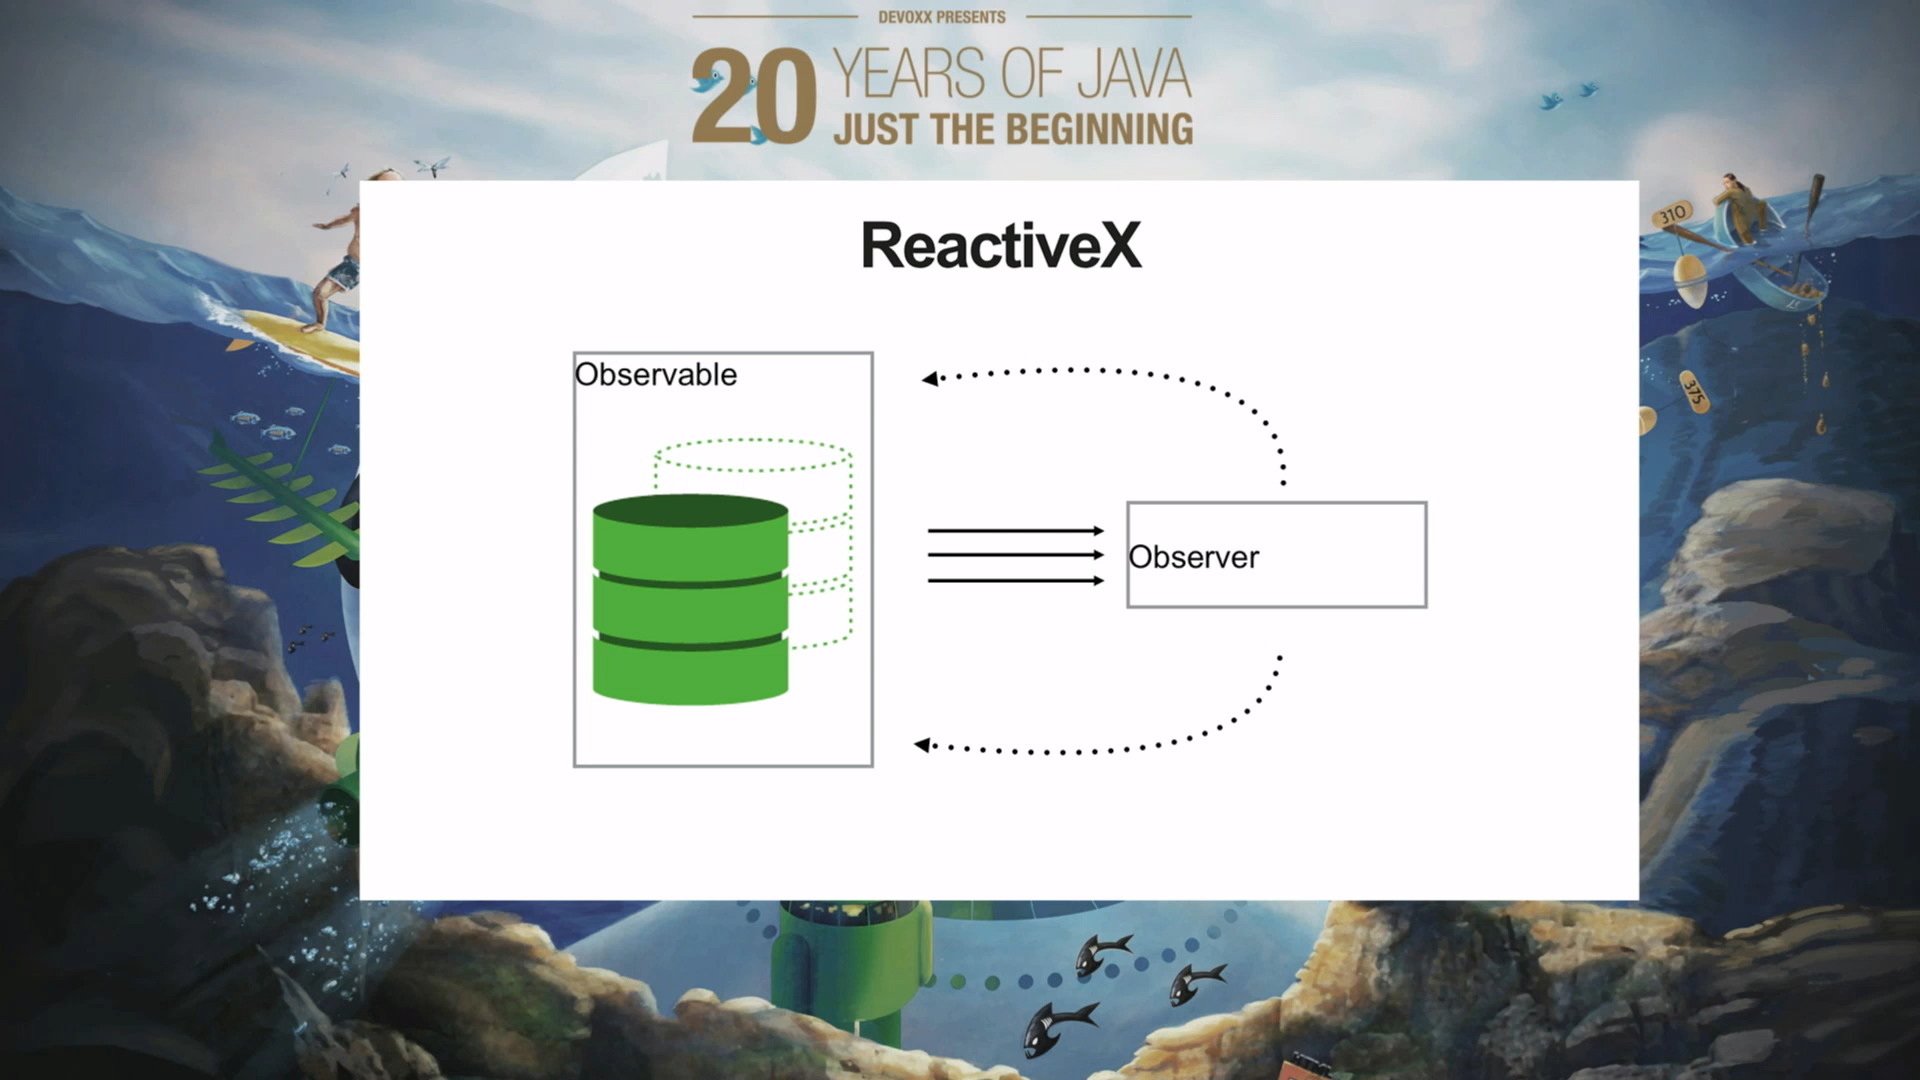 DEVOXX PRESENTS
20 YEARS OF JAVA
JUST THE BEGINNING
310
375
ReactiveX
Observable
Observer